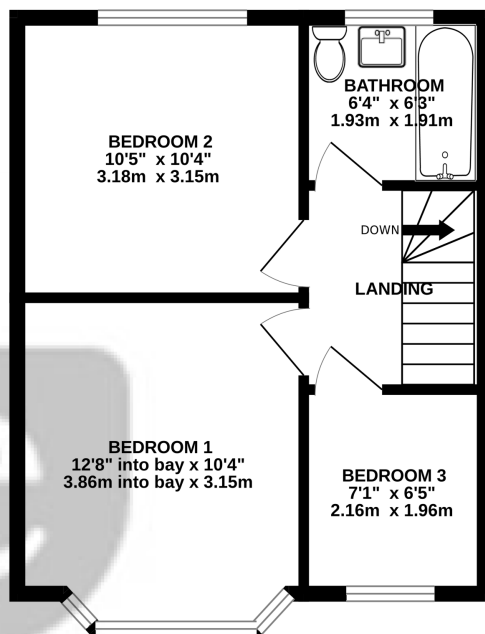 BATHROOM
6'4" x 6'3"
1.93m x 1.91m
BEDROOM 2
10'5" x 10'4"
3.18m x 3.15m
DOWN
LANDING
BEDROOM 1
12'8" into bay x 10'4"
3.86m into bay x 3.15m
BEDROOM 3
7'1" x 6'5"
2.16m x 1.96m